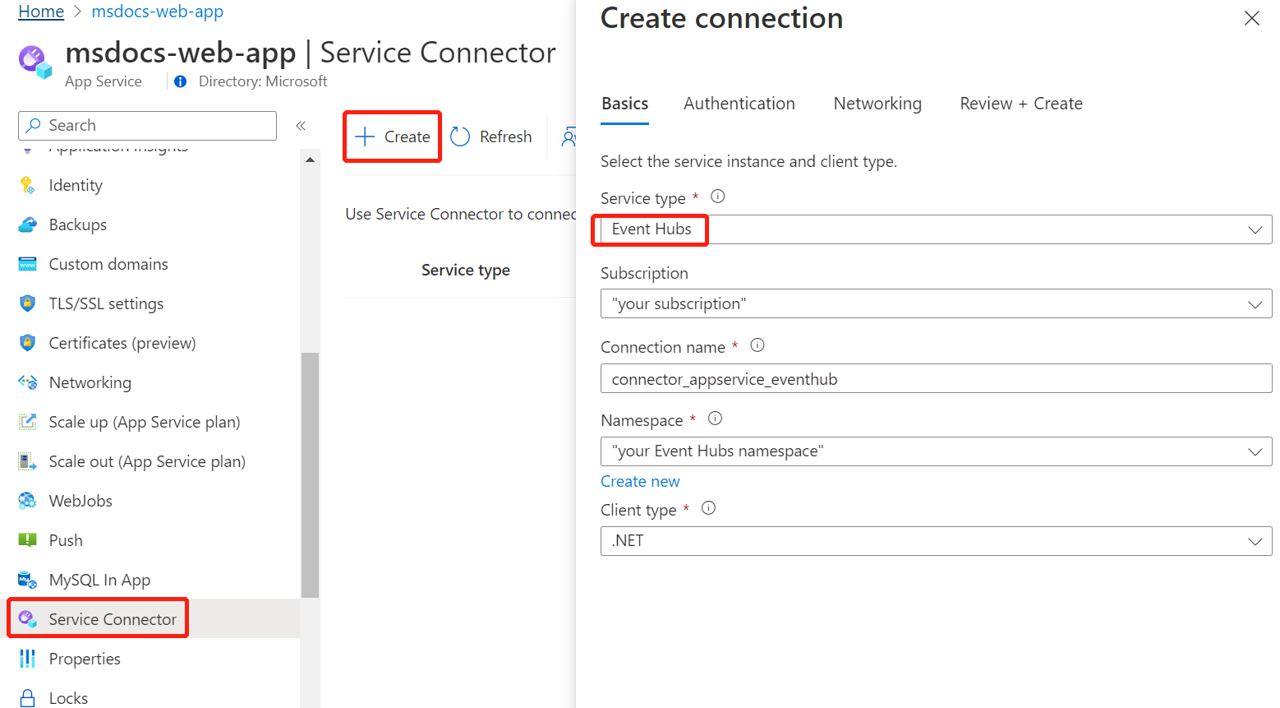 Home > msdocs-web-app
msdocs-web-app | Service Connector
App Service
Directory: Microsoft
Search
«
Application Insights
Identity
Backups
Custom domains
TLS/SSL settings
Certificates (preview)
Networking
Scale up (App Service plan)
Scale out (App Service plan)
WebJobs
Push
MySQL In App
Service Connector
Properties
Locks
Create
Refresh
Use Service Connector to connec
Service type
Create connection
Basics
Authentication
Networking
Review + Create
Select the service instance and client type.
Service type *
Event Hubs
Subscription
"your subscription"
Connection name *
connector_appservice_eventhub
Namespace *
"your Event Hubs namespace"
Create new
Client type *
.NET